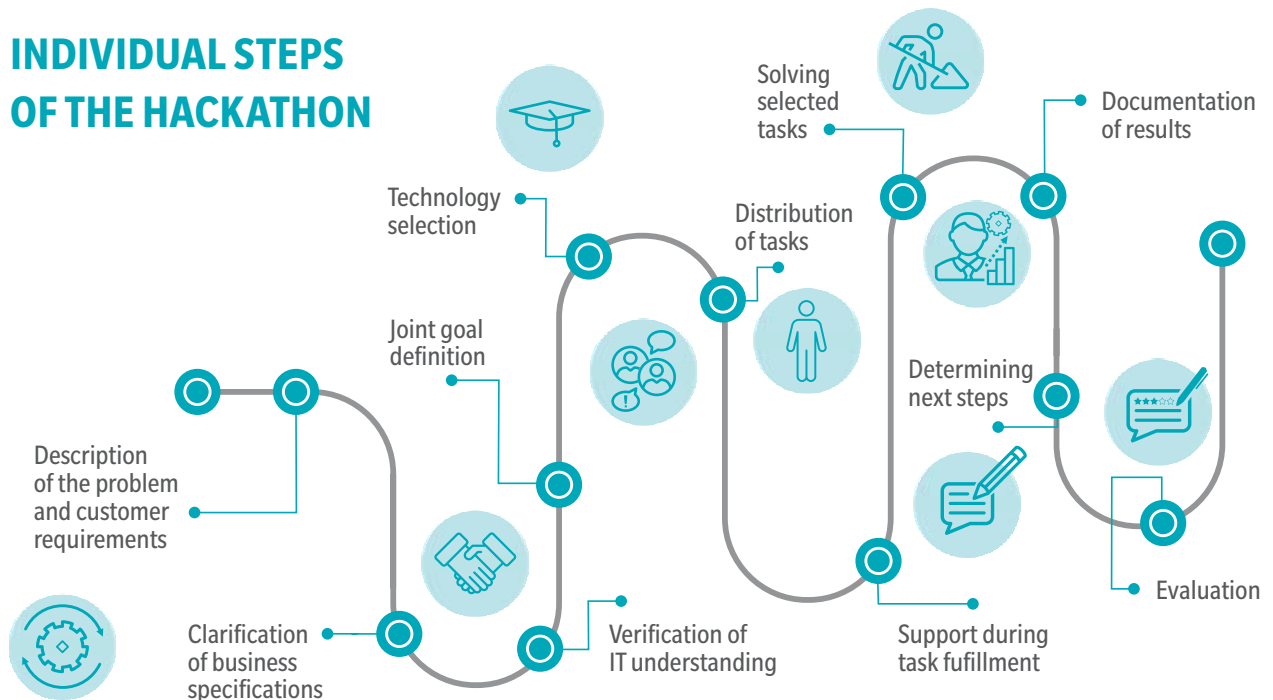 INDIVIDUAL STEPS
OF THE HACKATHON
Description
of the problem
and customer
requirements
Clarification
of business
specifications
Verification of
IT understanding
Joint goal
definition
Technology
selection
Distribution
of tasks
Support during
task fufillment
Solving
selected
tasks
Documentation
of results
Determining
next steps
Evaluation